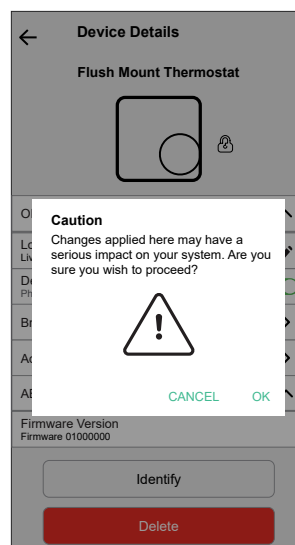 Device Details
Flush Mount Thermostat
Caution
Changes applied here may have a
serious impact on your system. Are you
sure you wish to proceed?
!
CANCEL OK
Firmware Version
Firmware 01000000
Identify
Delete